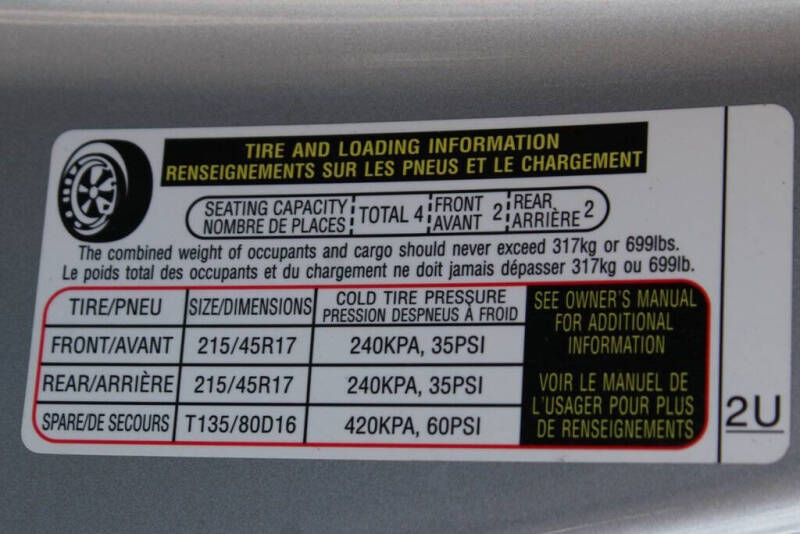 TIRE AND LOADING INFORMATION
RENSEIGNEMENTS SUR LES PNEUS ET LE CHARGEMENT
SEATING CAPACITY TOTAL 4 FRONT 2 REAR 2
NOMBRE DE PLACES AVANT ARRIÈRE
The combined weight of occupants and cargo should never exceed 317kg or 699lbs.
Le poids total des occupants et du chargement ne doit jamais dépasser 317kg ou 699lb.
TIRE/PNEU SIZE/DIMENSIONS COLD TIRE PRESSURE
PRESSION DESPNEUS À FROID
FRONT/AVANT 215/45R17 240KPA, 35PSI
REAR/ARRIÈRE 215/45R17 240KPA, 35PSI
SPARE/DE SECOURS T135/80D16 420KPA, 60PSI
SEE OWNER'S MANUAL
FOR ADDITIONAL
INFORMATION
VOIR LE MANUEL DE
L'USAGER POUR PLUS
DE RENSEIGNEMENTS
2U